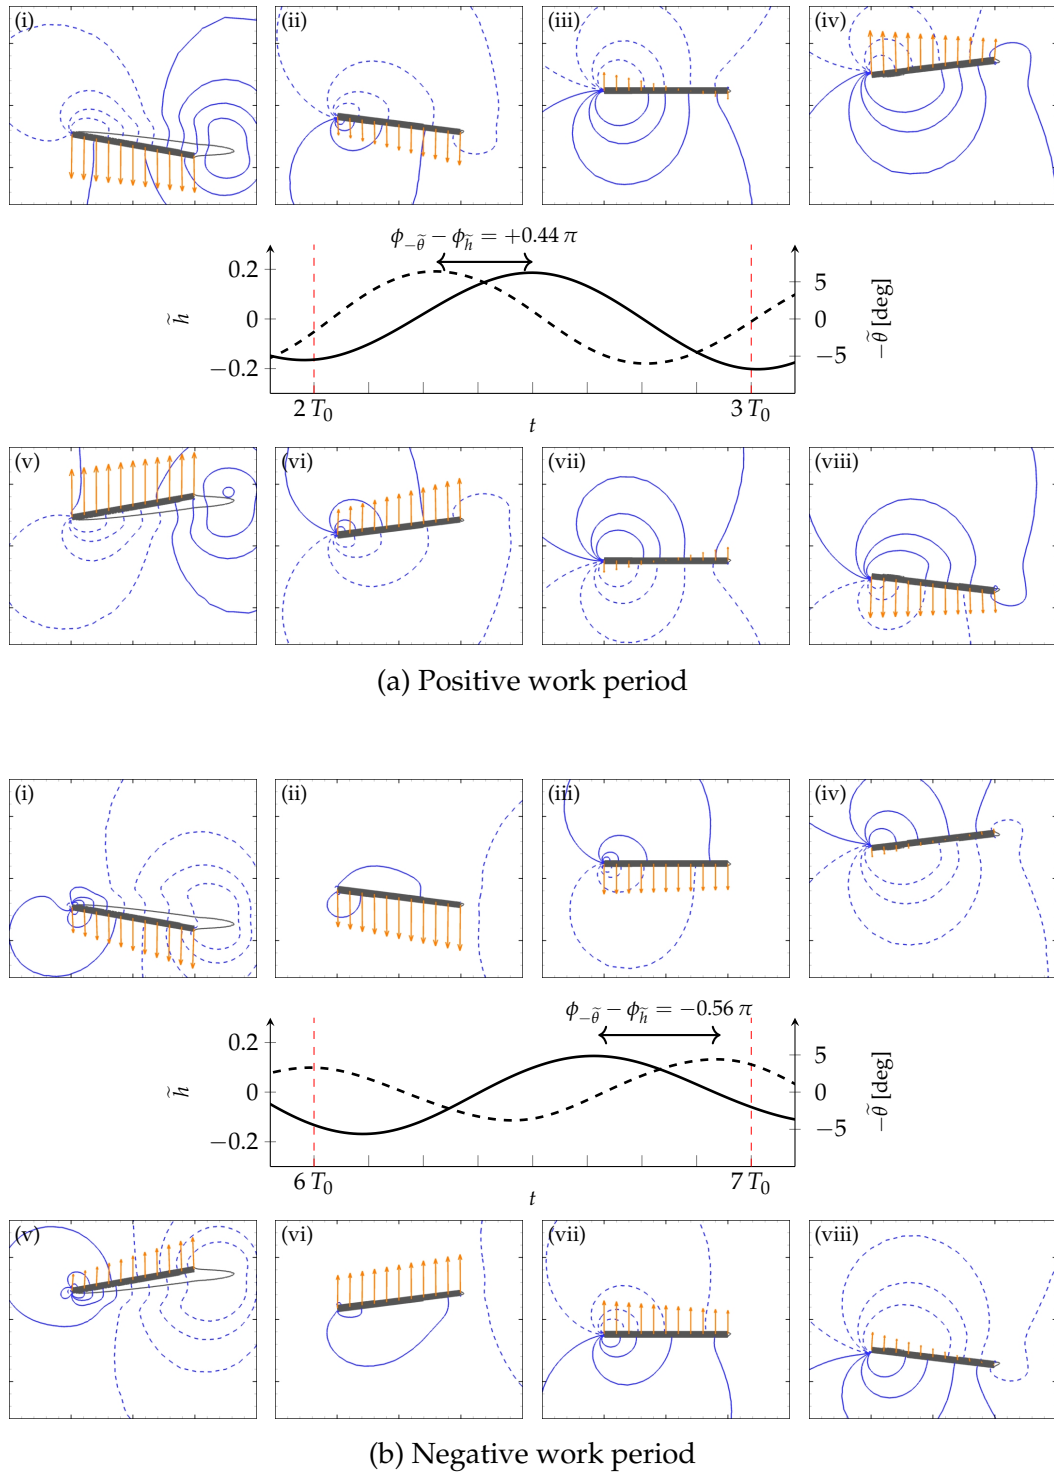 (i) (ii) (iii) (iv)
ϕ_{−θ̃} − ϕ_{h̃} = +0.44 π
0.2
0
−0.2
h̃
5
0
−5
−θ̃ [deg]
2 T₀
3 T₀
t
(v) (vi) (vii) (viii)
(a) Positive work period
(i) (ii) (iii) (iv)
ϕ_{−θ̃} − ϕ_{h̃} = −0.56 π
0.2
0
−0.2
h̃
5
0
−5
−θ̃ [deg]
6 T₀
7 T₀
t
(v) (vi) (vii) (viii)
(b) Negative work period